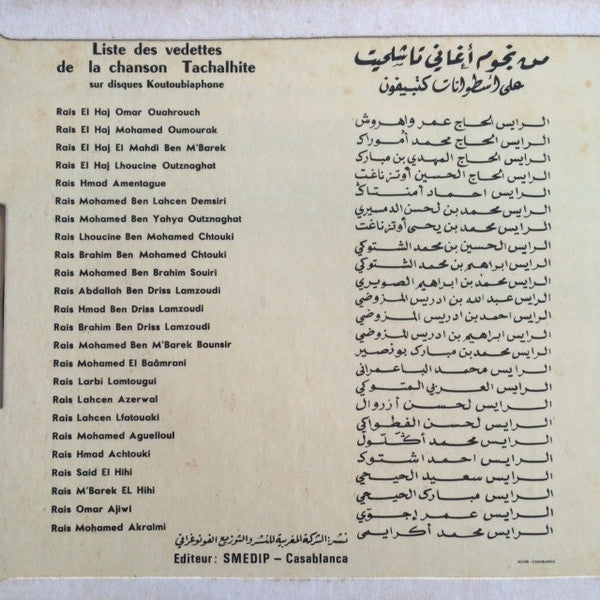 Liste des vedettes
de la chanson Tachalhite
sur disques Koutoubiaphone
Rais El Haj Omar Ouahrouch
Rais El Haj Mohamed Oumourak
Rais El Haj El Mahdi Ben M'Barek
Rais El Haj Lhoucine Outznaghat
Rais Hmad Amentague
Rais Mohamed Ben Lahcen Demsiri
Rais Mohamed Ben Yahya Outznaghat
Rais Lhoucine Ben Mohamed Chtouki
Rais Brahim Ben Mohamed Chtouki
Rais Mohamed Ben Brahim Souiri
Rais Abdallah Ben Driss Lamzoudi
Rais Hmad Ben Driss Lamzoudi
Rais Brahim Ben Driss Lamzoudi
Rais Mohamed Ben M'Barek Bounsir
Rais Mohamed El Baâmrani
Rais Larbi Lamtougui
Rais Lahcen Azerwal
Rais Lahcen Lfatouaki
Rais Mohamed Aguelloul
Rais Hmad Achtouki
Rais Said El Hihi
Rais M'Barek EL Hihi
Rais Omar Ajiwi
Rais Mohamed Akraimi
من نجوم أغاني تاشلحيت
على أسطوانات كتبيفون
الرايس الحاج عمر واهروش
الرايس الحاج محمد أموراك
الرايس الحاج المهدي بن مبارك
الرايس الحاج الحسين أوتزناغت
الرايس احماد أمنتاك
الرايس محمد بن لحسن الدمسيري
الرايس محمد بن يحيى أوتزناغت
الرايس الحسين بن محمد الشتوكي
الرايس ابراهيم بن محمد الشتوكي
الرايس محمد بن ابراهيم الصويري
الرايس عبد الله بن ادريس المزوضي
الرايس احمد بن ادريس المزوضي
الرايس ابراهيم بن ادريس المزوضي
الرايس محمد بن مبارك بونصير
الرايس محمد الباعمراني
الرايس العربي المتوكي
الرايس لحسن أزروال
الرايس لحسن الفطواكي
الرايس محمد أكلول
الرايس احمد اشتوك
الرايس سعيد الحيحي
الرايس مبارك الحيحي
الرايس عمر إجوي
الرايس محمد أكرايمي
نشر: الشركة المغربية للنشر والتوزيع الفونوغرافي
Editeur: SMEDIP – Casablanca